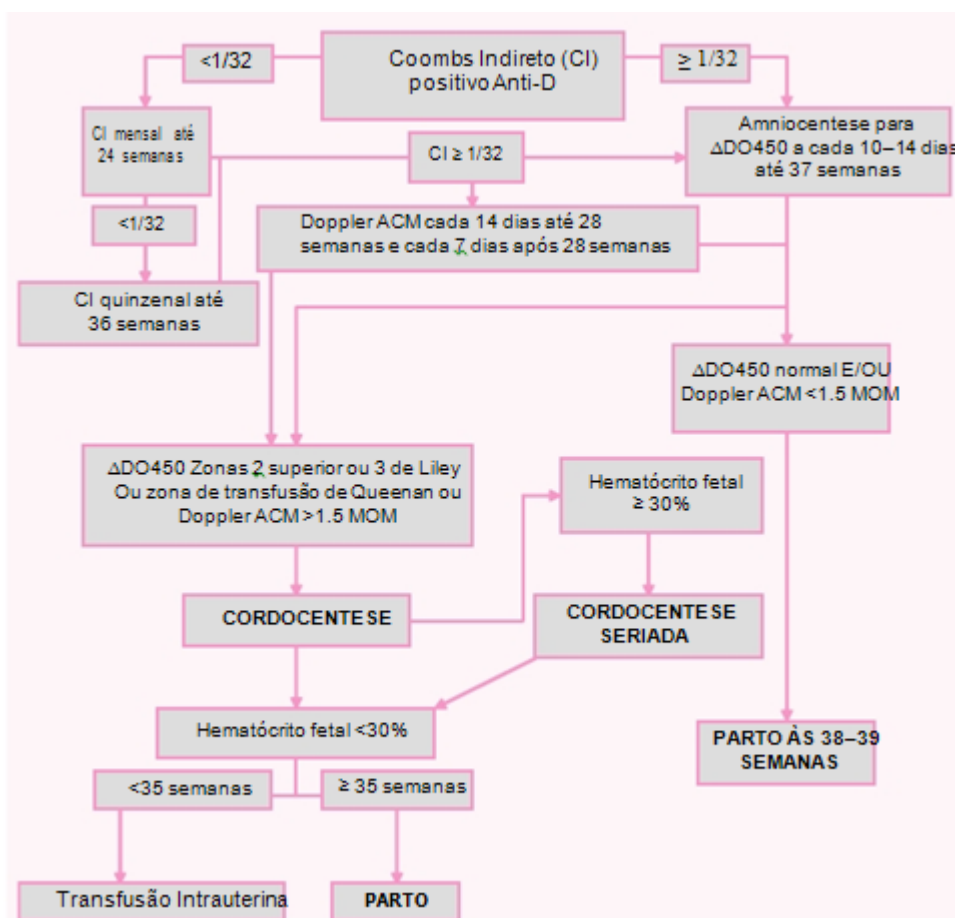 <1/32
Coombs Indireto (CI)
positivo Anti-D
≥ 1/32
CI mensal até
24 semanas
CI ≥ 1/32
Amniocentese para
ΔDO450 a cada 10–14 dias
até 37 semanas
<1/32
Doppler ACM cada 14 dias até 28
semanas e cada 7 dias após 28 semanas
CI quinzenal até
36 semanas
ΔDO450 normal E/OU
Doppler ACM <1.5 MOM
ΔDO450 Zonas 2 superior ou 3 de Liley
Ou zona de transfusão de Queenan ou
Doppler ACM >1.5 MOM
Hematócrito fetal
≥ 30%
CORDOCENTESE
CORDOCENTESE
SERIADA
Hematócrito fetal <30%
PARTO ÀS 38–39
SEMANAS
<35 semanas
≥ 35 semanas
Transfusão Intrauterina
PARTO